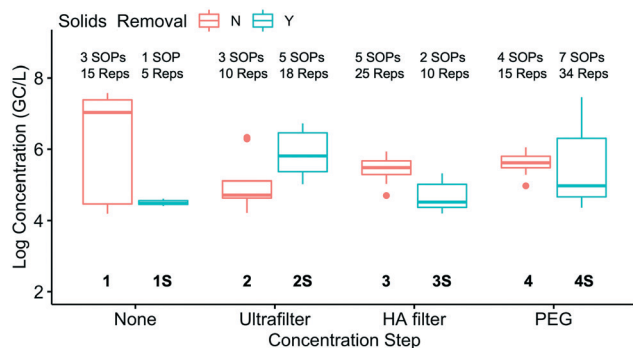 Solids Removal N Y
3 SOPs 1 SOP 3 SOPs 5 SOPs 5 SOPs 2 SOPs 4 SOPs 7 SOPs
15 Reps 5 Reps 10 Reps 18 Reps 25 Reps 10 Reps 15 Reps 34 Reps
Log Concentration (GC/L)
8
6
4
2
1 1S 2 2S 3 3S 4 4S
None Ultrafilter HA filter PEG
Concentration Step